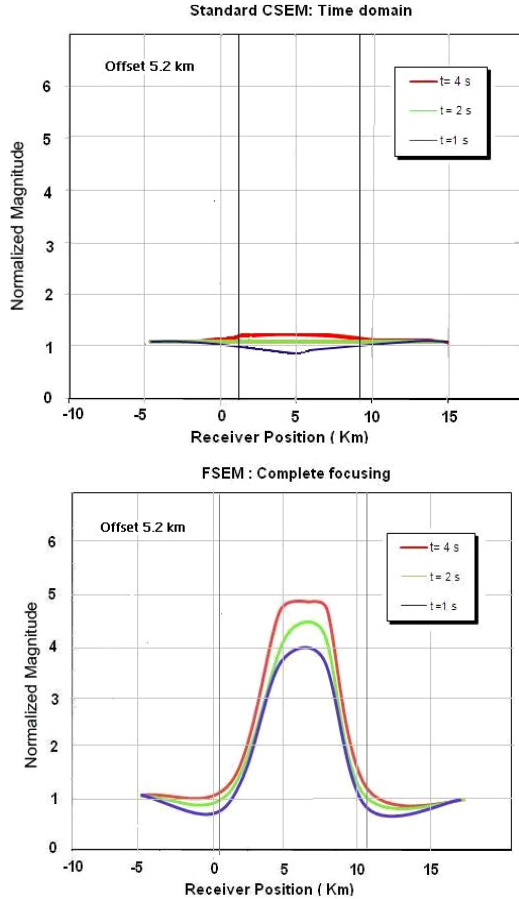 Standard CSEM: Time domain
Offset 5.2 km
t= 4 s
t= 2 s
t =1 s
Normalized Magnitude
6
5
4
3
2
1
0
-10 -5 0 5 10 15 20
Receiver Position ( Km)
FSEM : Complete focusing
Offset 5.2 km
t= 4 s
t = 2 s
t=1 s
Normalized Magnitude
6
5
4
3
2
1
0
-10 -5 0 5 10 15
Receiver Position ( Km)